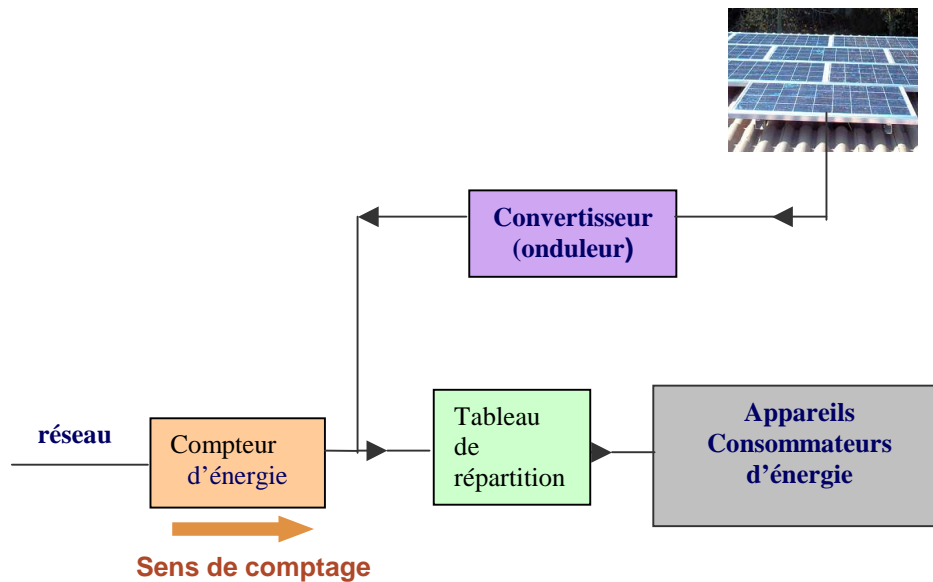 Convertisseur
(onduleur)
réseau
Compteur
d’énergie
Tableau
de
répartition
Appareils
Consommateurs
d’énergie
Sens de comptage